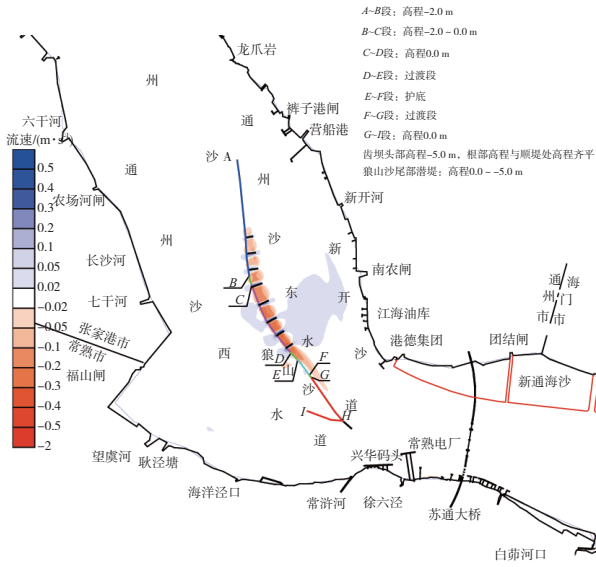 A~B段：高程-2.0 m
B~C段：高程-2.0 - 0.0 m
C~D段：高程0.0 m
D~E段：过渡段
E~F段：护底
F~G段：过渡段
G~I段：高程0.0 m
齿坝头部高程-5.0 m，根部高程与顺堤处高程齐平
狼山沙尾部潜堤：高程0.0 ~ -5.0 m
龙爪岩
裤子港闸
营船港
新开河
南农闸
江海油库
港德集团
团结闸
新通海沙
海门市
通州市
六干河
农场河闸
长沙河
七干河
张家港市
常熟市
福山闸
望虞河
耿泾塘
海洋泾口
常浒河
徐六泾
兴华码头
常熟电厂
苏通大桥
白茆河口
通州沙西水道
通州沙东水道
狼山沙
新开沙
A
B
C
D
E
F
G
H
I
流速/(m·s
0.5
0.4
0.3
0.2
0.1
0.05
0.02
-0.02
-0.05
-0.1
-0.2
-0.3
-0.4
-0.5
-2